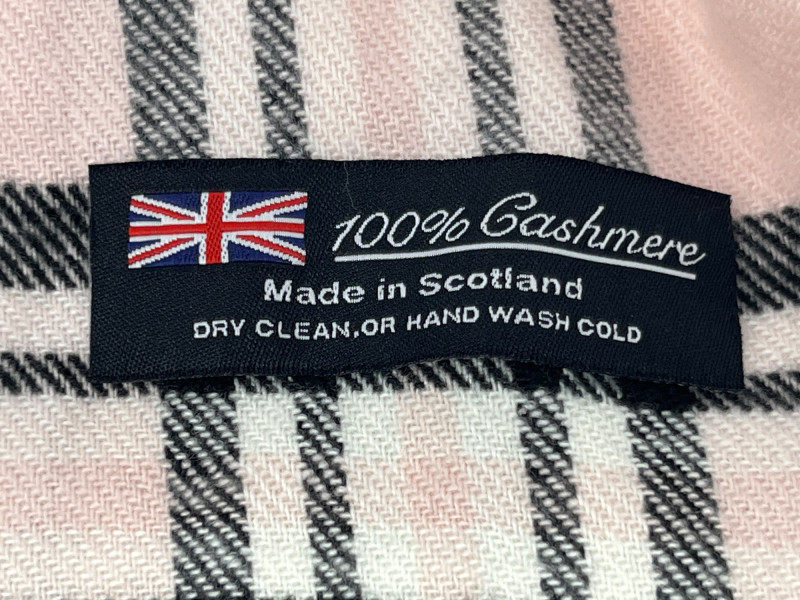 100% Cashmere
Made in Scotland
DRY CLEAN,OR HAND WASH COLD